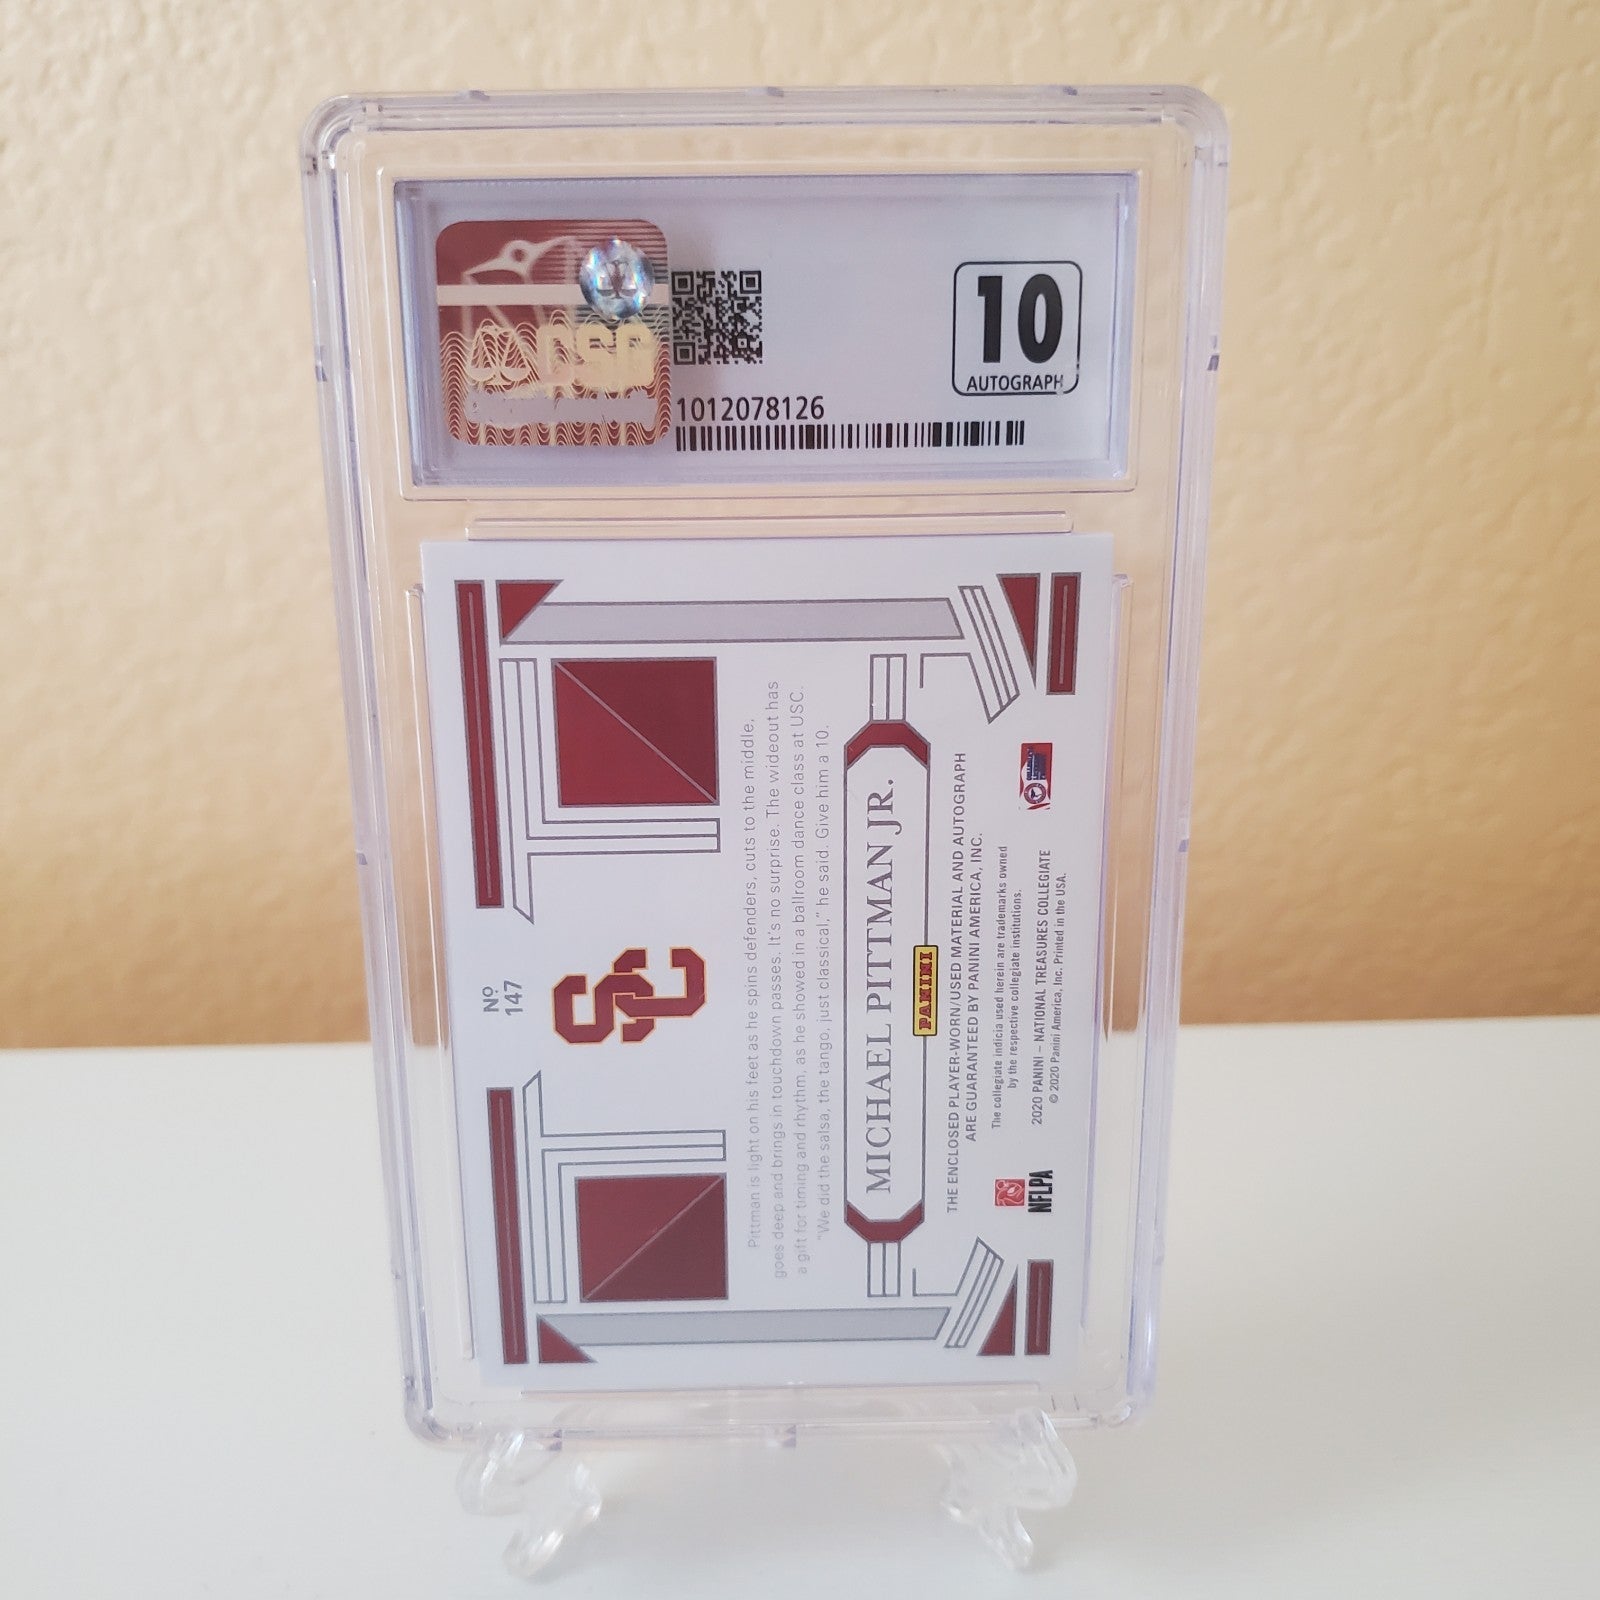 CSG
10
AUTOGRAPH
1012078126
Nº
147
SC
Pittman is light on his feet as he spins defenders, cuts to the middle,
goes deep and brings in touchdown passes. It's no surprise. The wideout has
a gift for timing and rhythm, as he showed in a ballroom dance class at USC.
"We did the salsa, the tango, just classical," he said. Give him a 10.
MICHAEL PITTMAN JR.
PANINI
THE ENCLOSED PLAYER-WORN/USED MATERIAL AND AUTOGRAPH
ARE GUARANTEED BY PANINI AMERICA, INC.
The collegiate indicia used herein are trademarks owned
by the respective collegiate institutions.
2020 PANINI – NATIONAL TREASURES COLLEGIATE
© 2020 Panini America, Inc. Printed in the USA.
NFLPA